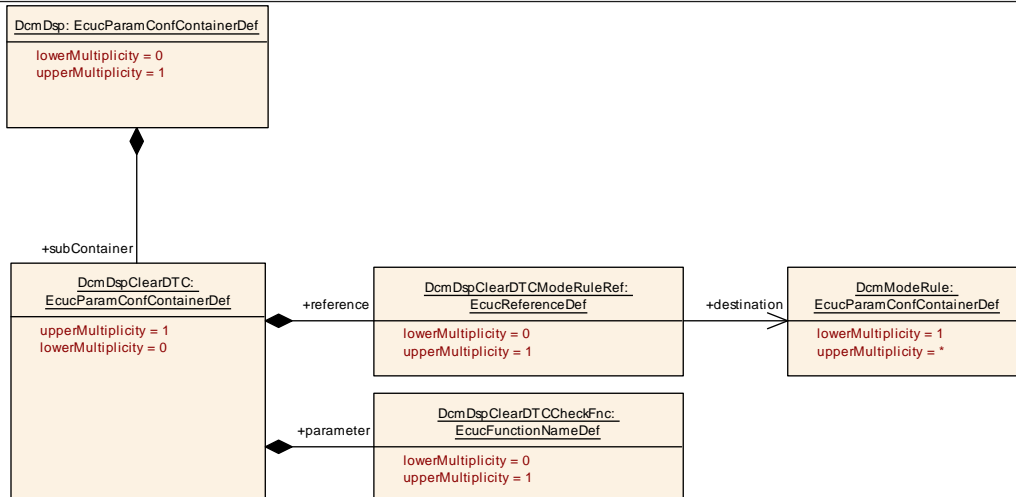 DcmDsp: EcucParamConfContainerDef
lowerMultiplicity = 0
upperMultiplicity = 1
+subContainer
DcmDspClearDTC:
EcucParamConfContainerDef
upperMultiplicity = 1
lowerMultiplicity = 0
+reference
DcmDspClearDTCModeRuleRef:
EcucReferenceDef
lowerMultiplicity = 0
upperMultiplicity = 1
+destination
DcmModeRule:
EcucParamConfContainerDef
lowerMultiplicity = 1
upperMultiplicity = *
+parameter
DcmDspClearDTCCheckFnc:
EcucFunctionNameDef
lowerMultiplicity = 0
upperMultiplicity = 1